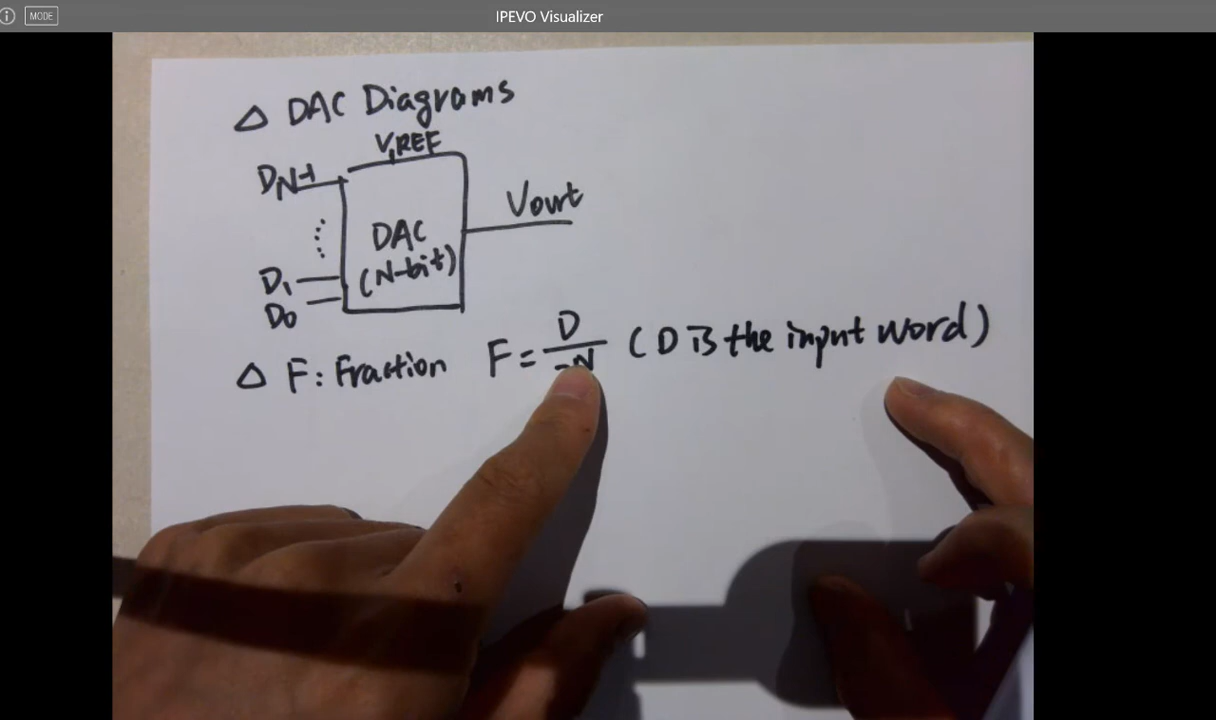 MODE
IPEVO Visualizer
△ DAC Diagrams
VREF
DN-1
Vout
DAC
(N-bit)
D1
D0
△ F: Fraction F = D / (D is the input word)